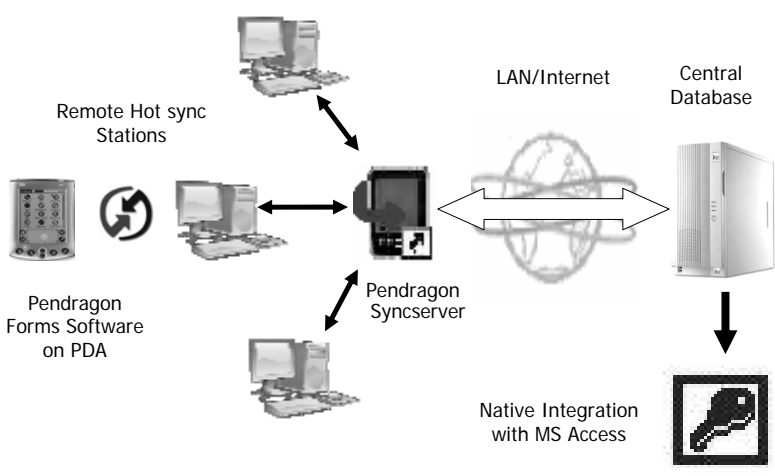 LAN/Internet
Central
Database
Remote Hot sync
Stations
Pendragon
Forms Software
on PDA
Pendragon
Syncserver
Native Integration
with MS Access